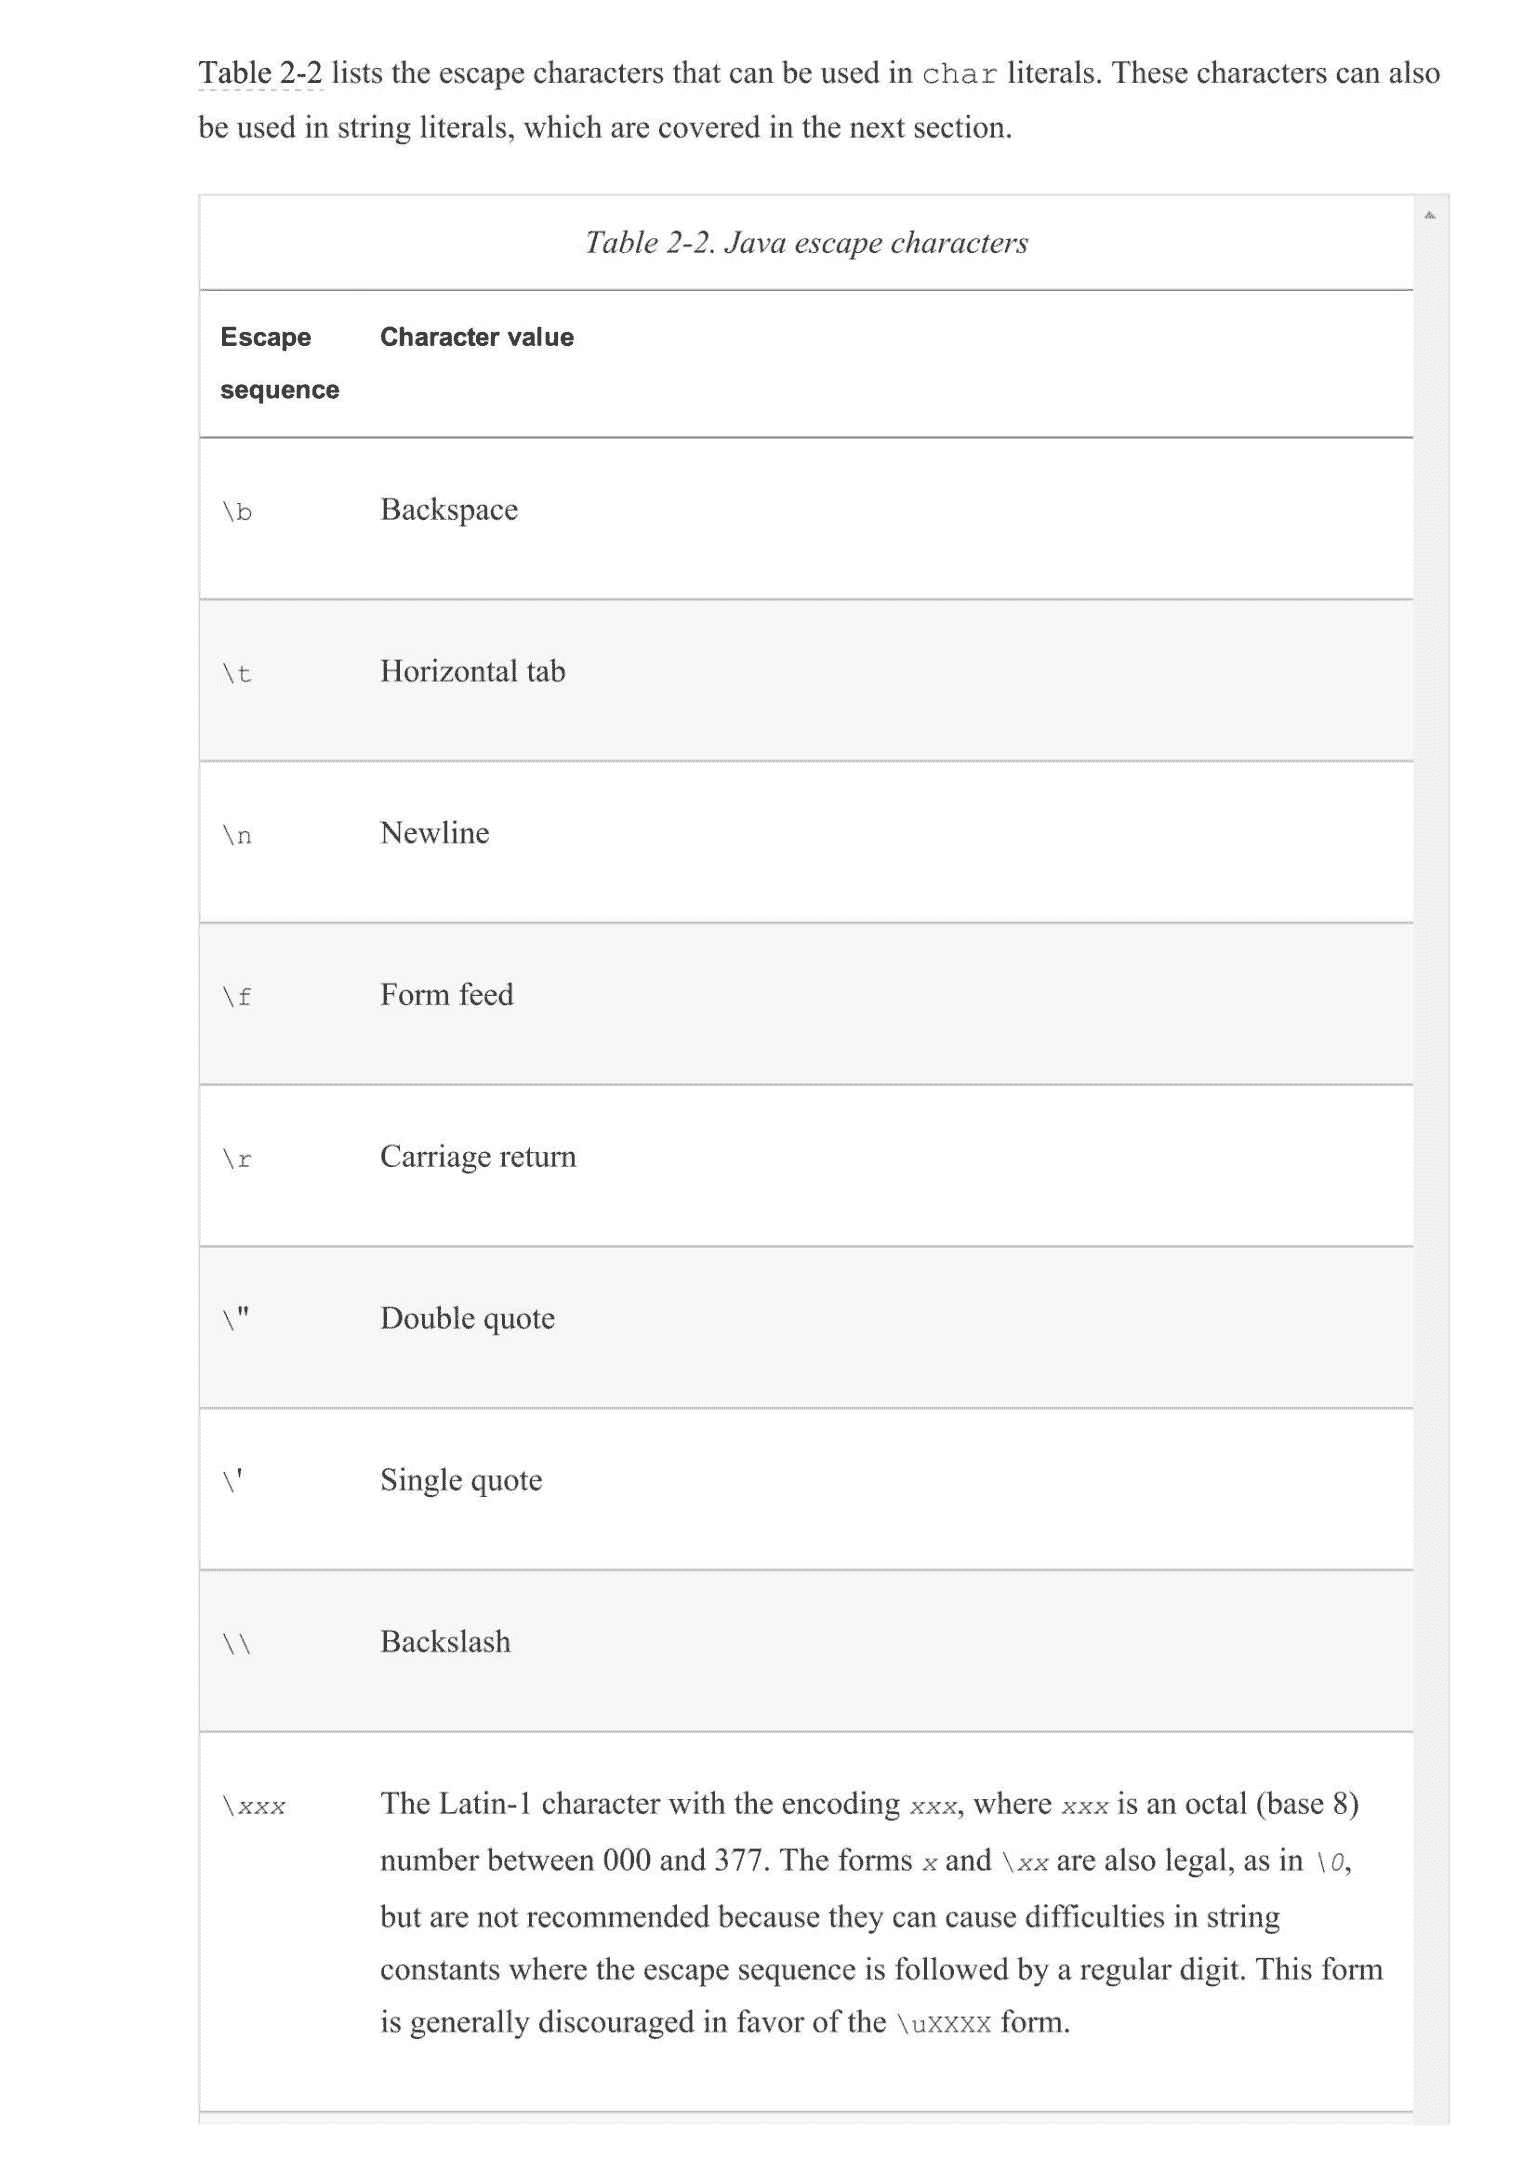 Table 2-2 lists the escape characters that can be used in char literals. These characters can also
be used in string literals, which are covered in the next section.
Table 2-2. Java escape characters
Escape sequence Character value
\b Backspace
\t Horizontal tab
\n Newline
\f Form feed
\r Carriage return
\" Double quote
\' Single quote
\\ Backslash
\xxx The Latin-1 character with the encoding xxx, where xxx is an octal (base 8)
number between 000 and 377. The forms x and \xx are also legal, as in \0,
but are not recommended because they can cause difficulties in string
constants where the escape sequence is followed by a regular digit. This form
is generally discouraged in favor of the \uXXXX form.